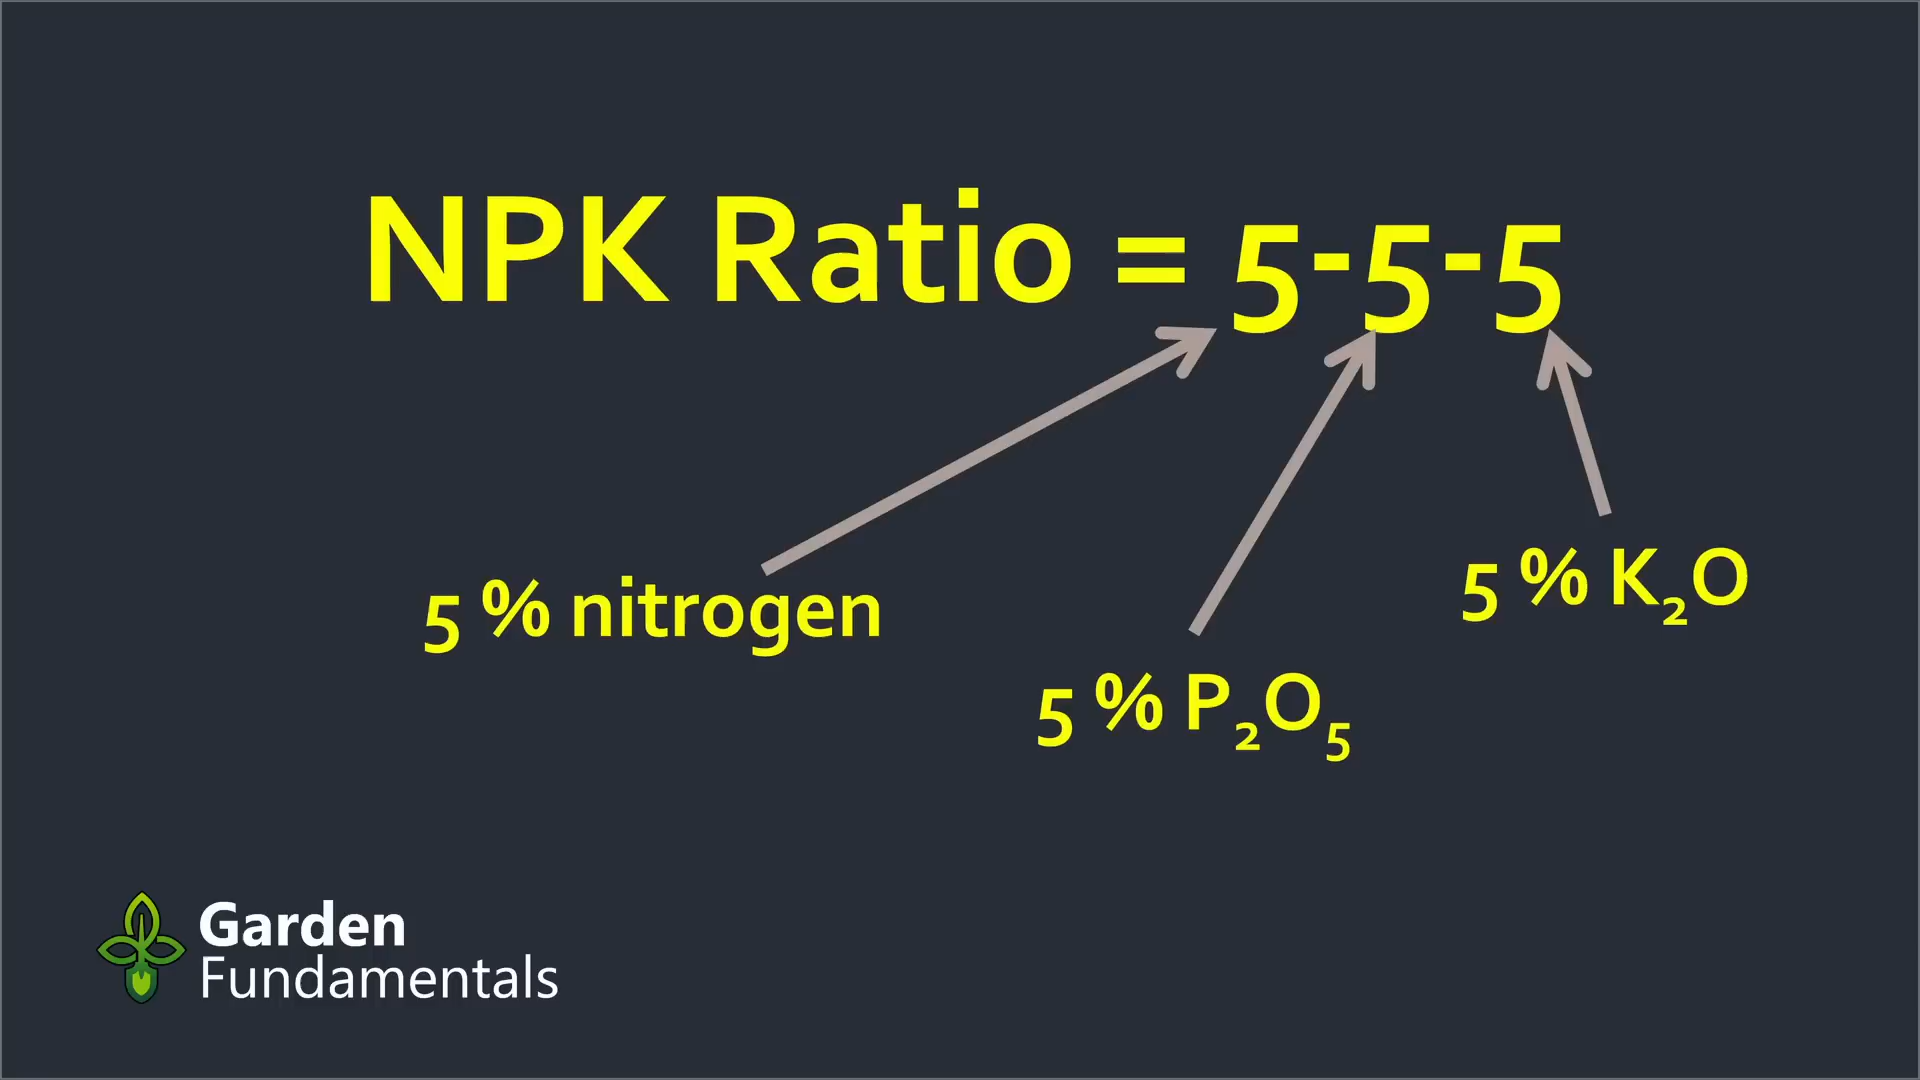 NPK Ratio = 5-5-5
5 % nitrogen
5 % P₂O₅
5 % K₂O
Garden
Fundamentals